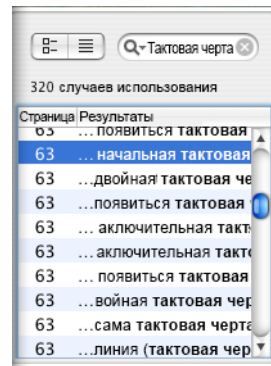 Тактовая черта
320 случаев использования
Страница Результаты
63 …появиться тактовая
63 … начальная тактовая
63 …двойная тактовая че
63 …появиться тактовая
63 … аключительная такт
63 … аключительная такто
63 … появиться тактовая
63 …войная тактовая чер
63 …сама тактовая черта
63 …линия (тактовая чер